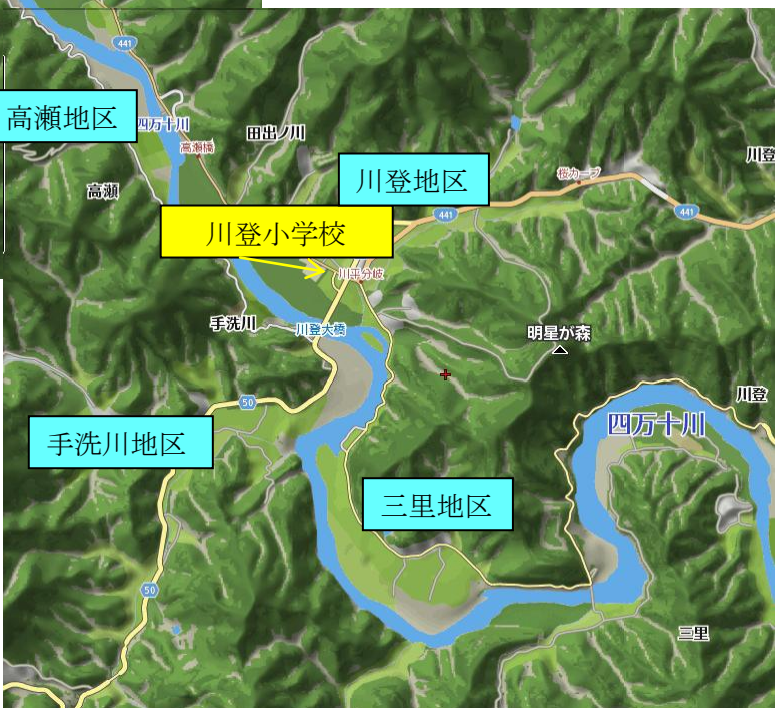 441
高瀬地区
四万十川
田出ノ川
高瀬橋
川登
桜カーブ
川登地区
高瀬
441
441
川登小学校
川平分岐
手洗川
川登大橋
明星が森
川登
50
四万十川
手洗川地区
三里地区
50
三里